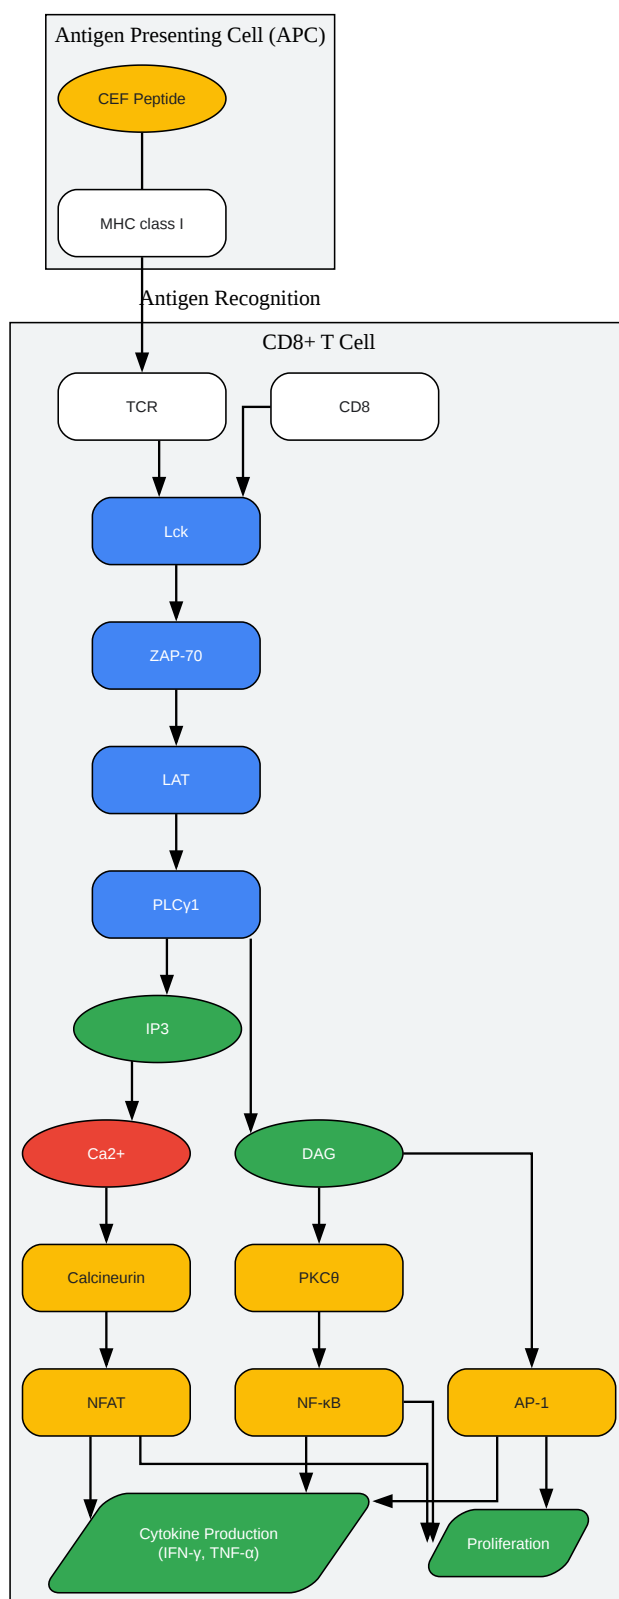 Antigen Presenting Cell (APC)
CEF Peptide
MHC class I
Antigen Recognition
CD8+ T Cell
TCR
CD8
Lck
ZAP-70
LAT
PLCγ1
IP3
Ca2+
DAG
Calcineurin
PKCθ
NFAT
NF-κB
AP-1
Cytokine Production
(IFN-γ, TNF-α)
Proliferation